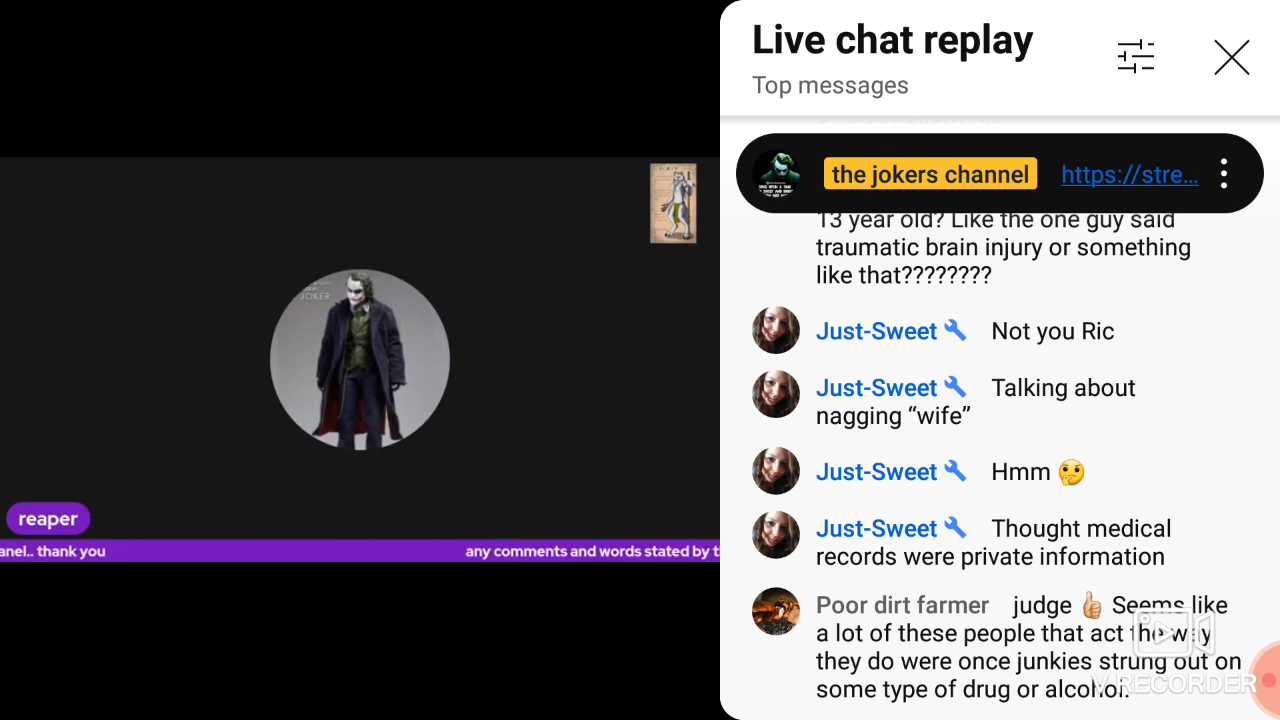 Live chat replay
Top messages
the jokers channel https://stre...
13 year old? Like the one guy said
traumatic brain injury or something
like that????????
Just-Sweet Not you Ric
Just-Sweet Talking about
nagging “wife”
Just-Sweet Hmm 🤔
Just-Sweet Thought medical
records were private information
Poor dirt farmer judge 👍🏼 Seems like
a lot of these people that act the way
they do were once junkies strung out on
some type of drug or alcohol.
JOKER
reaper
anel.. thank you any comments and words stated by t
V RECORDER